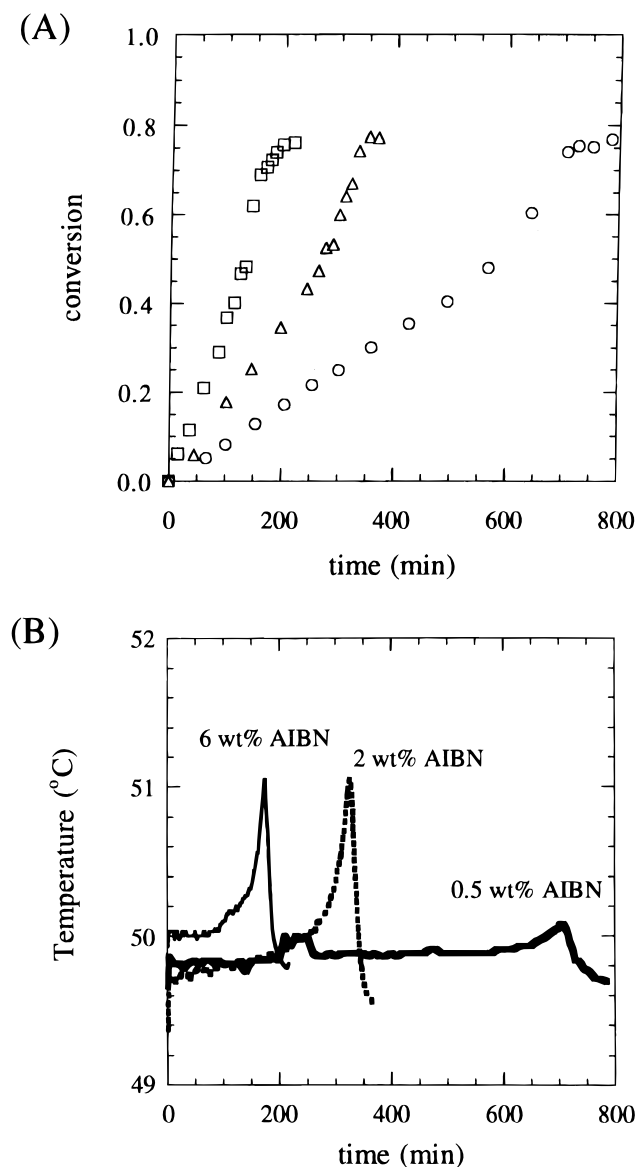 (A)
1.0
0.8
0.6
0.4
0.2
0.0
conversion
0 200 400 600 800
time (min)
(B)
52
51
50
49
Temperature (°C)
6 wt% AIBN
2 wt% AIBN
0.5 wt% AIBN
0 200 400 600 800
time (min)